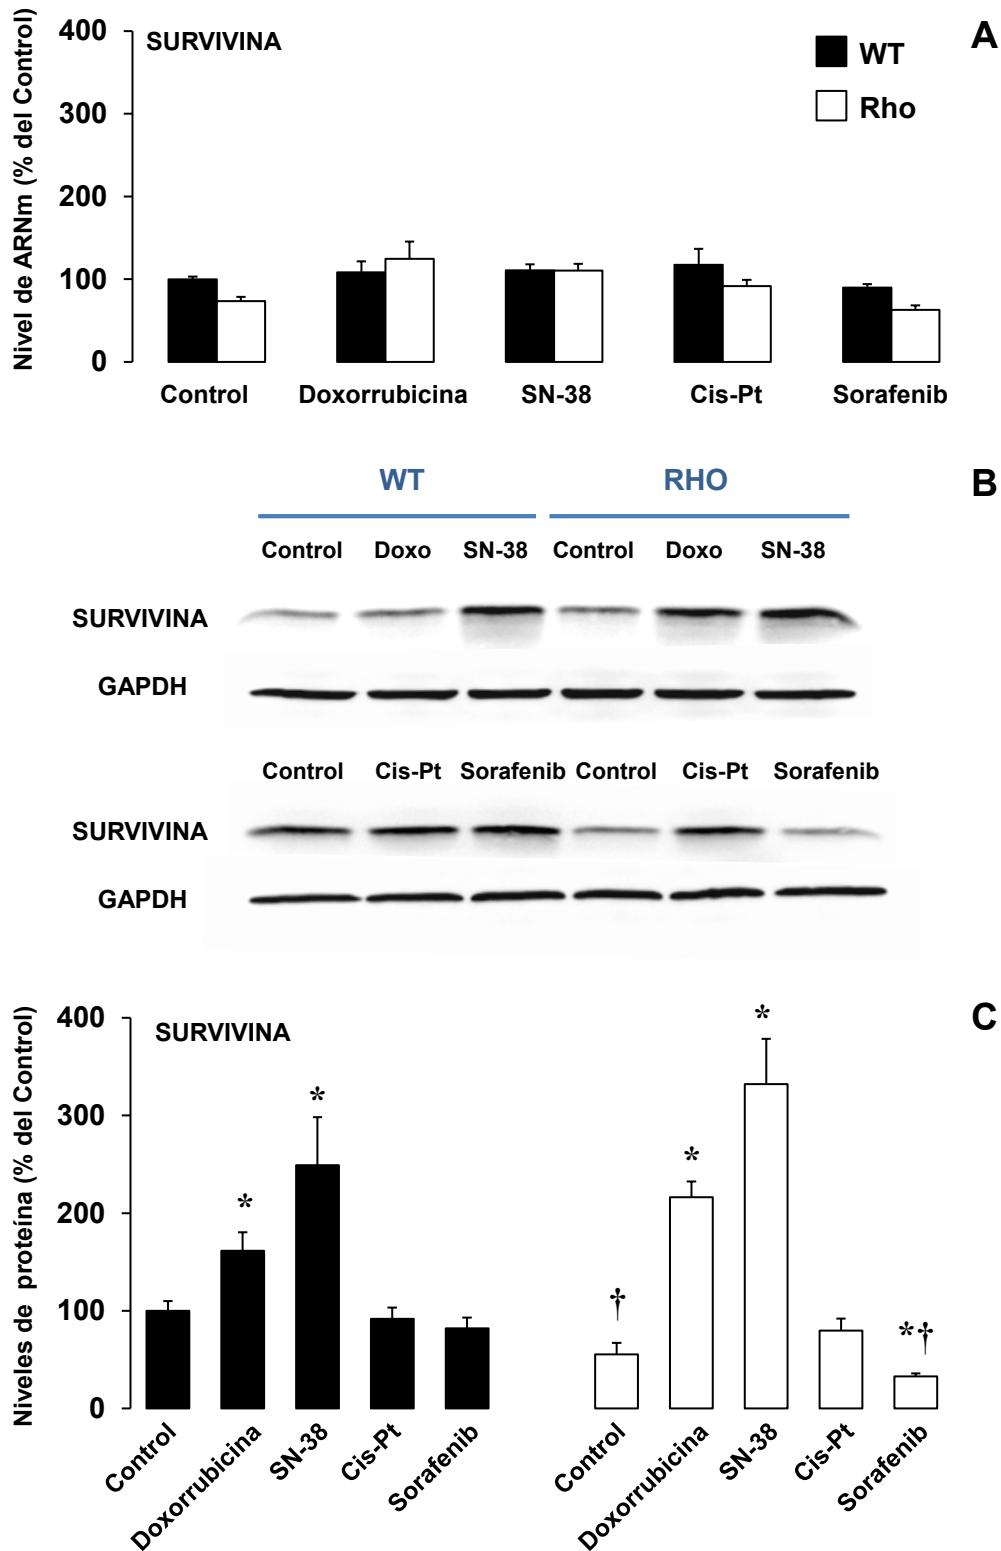 A
SURVIVINA
WT
Rho
Nivel de ARNm (% del Control)
400
300
200
100
0
Control Doxorrubicina SN-38 Cis-Pt Sorafenib
B
WT RHO
Control Doxo SN-38 Control Doxo SN-38
SURVIVINA
GAPDH
Control Cis-Pt Sorafenib Control Cis-Pt Sorafenib
SURVIVINA
GAPDH
C
SURVIVINA
Niveles de proteína (% del Control)
400
300
200
100
0
* * † * * *†
Control Doxorrubicina SN-38 Cis-Pt Sorafenib Control Doxorrubicina SN-38 Cis-Pt Sorafenib